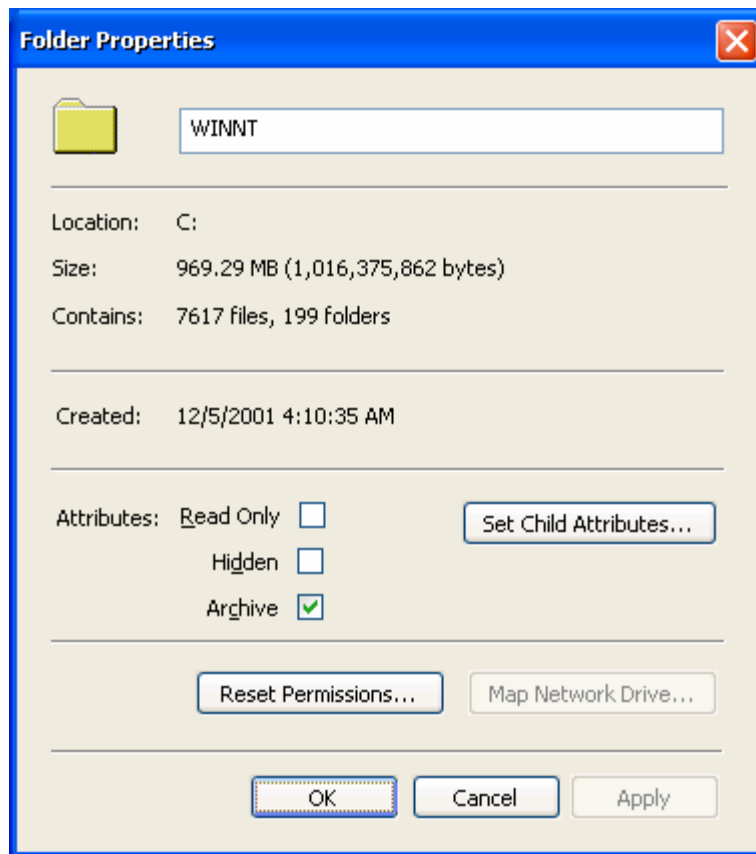 Folder Properties
WINNT
Location: C:
Size: 969.29 MB (1,016,375,862 bytes)
Contains: 7617 files, 199 folders
Created: 12/5/2001 4:10:35 AM
Attributes: Read Only Set Child Attributes...
Hidden
Archive
Reset Permissions... Map Network Drive...
OK Cancel Apply